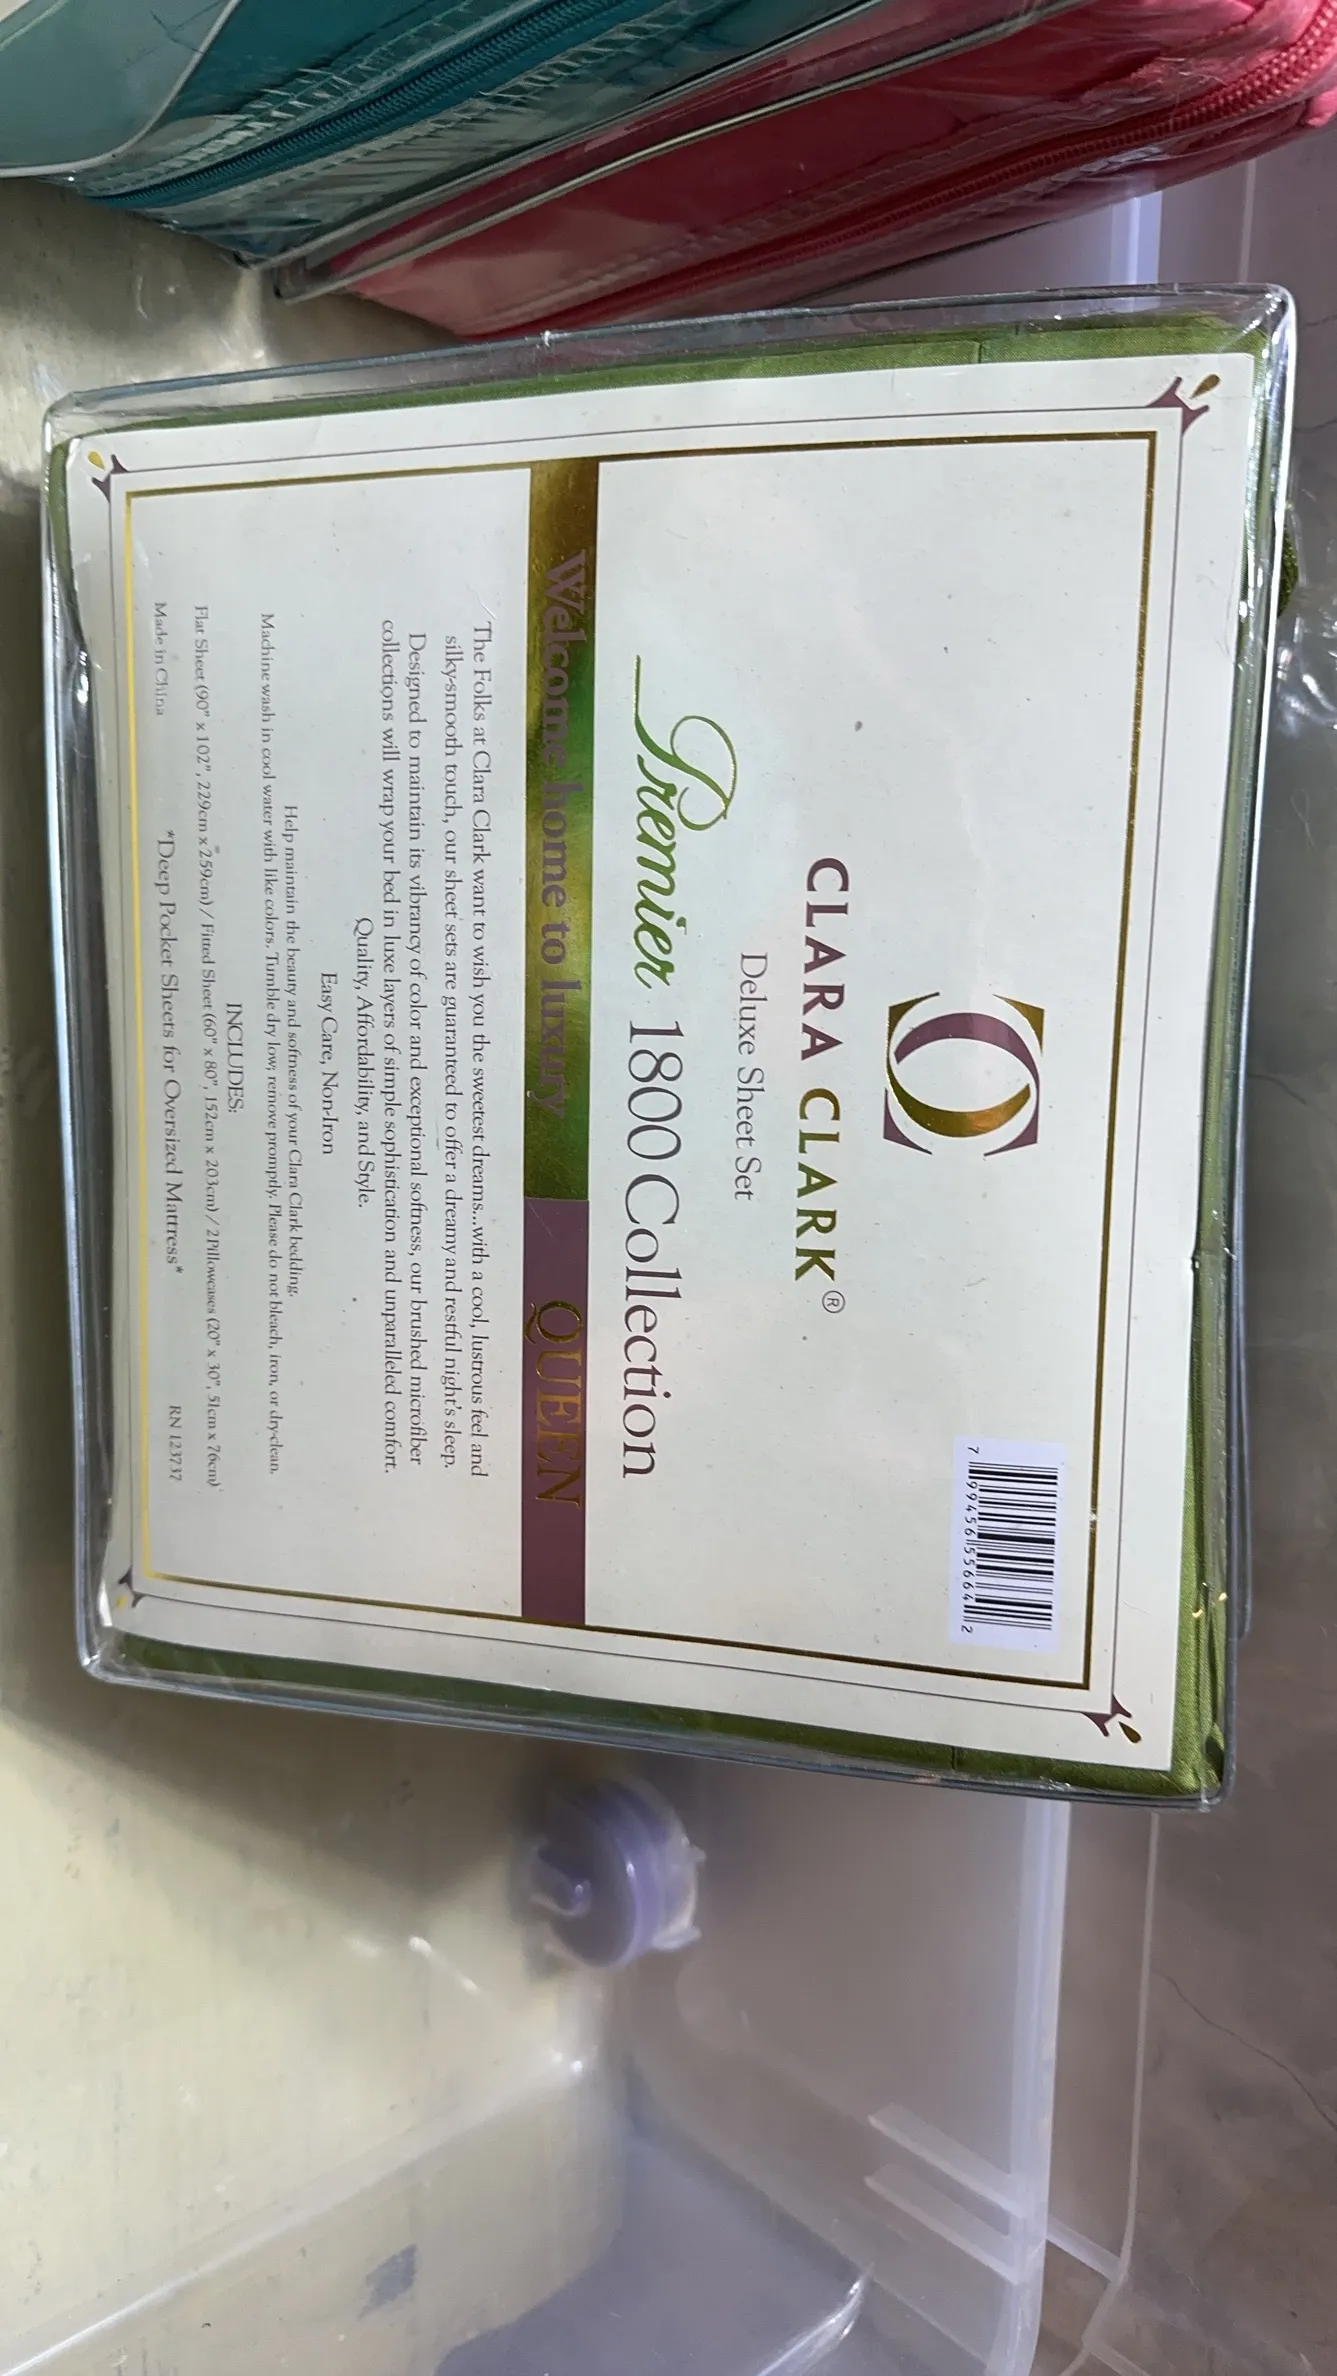 7 99456 55664 2
CLARA CLARK®
Deluxe Sheet Set
Premier 1800 Collection
Welcome home to luxury QUEEN
The Folks at Clara Clark want to wish you the sweetest dreams...with a cool, lustrous feel and
silky-smooth touch, our sheet sets are guaranteed to offer a dreamy and restful night's sleep.
Designed to maintain its vibrancy of color and exceptional softness, our brushed microfiber
collections will wrap your bed in luxe layers of simple sophistication and unparalleled comfort.
Quality, Affordability, and Style.
Easy Care, Non-Iron
Help maintain the beauty and softness of your Clara Clark bedding.
Machine wash in cool water with like colors. Tumble dry low; remove promptly. Please do not bleach, iron, or dry-clean.
INCLUDES:
Flat Sheet (90" x 102", 229cm x 259cm) / Fitted Sheet (60" x 80", 152cm x 203cm) / 2 Pillowcases (20" x 30", 51cm x 76cm)
Made in China *Deep Pocket Sheets for Oversized Mattress* RN 123737